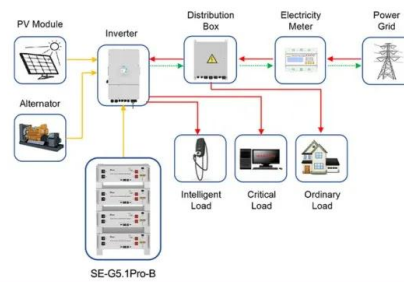 PV Module
Inverter
Distribution
Box
Electricity
Meter
Power
Grid
Alternator
Intelligent
Load
Critical
Load
Ordinary
Load
SE-G5.1Pro-B